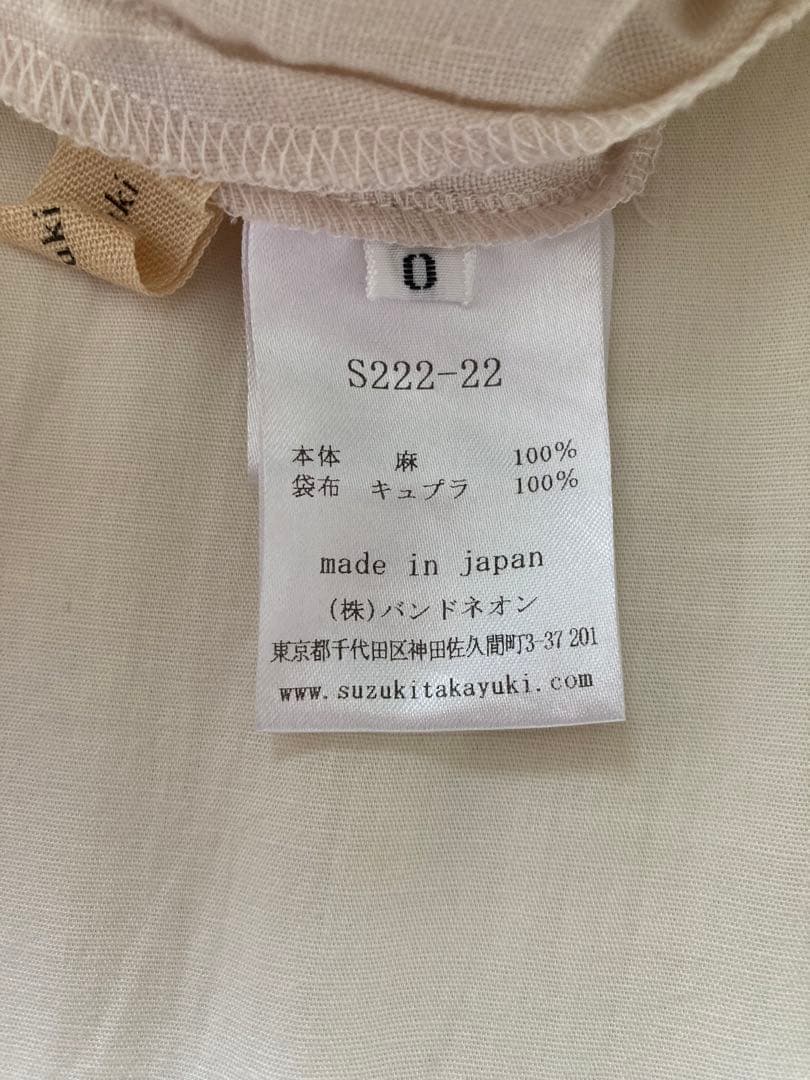 uki
uki
0
S222-22
本体 麻 100%
袋布 キュプラ 100%
made in japan
(株)バンドネオン
東京都千代田区神田佐久間町3-37 201
www.suzukitakayuki.com